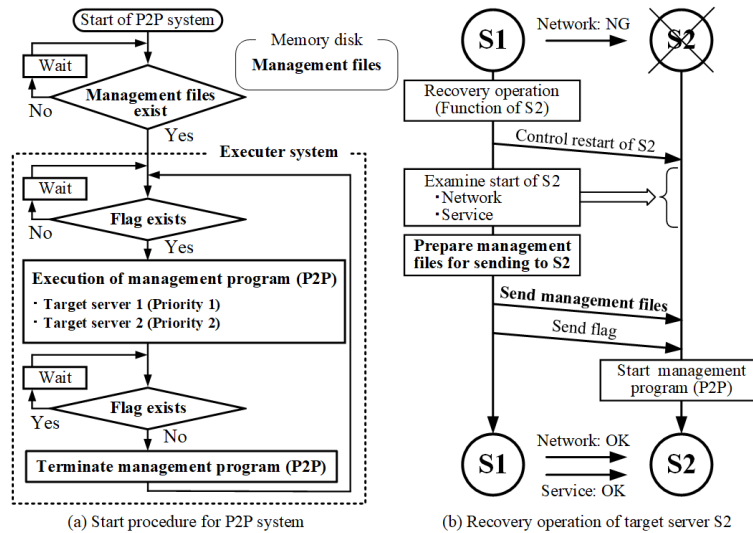 Start of P2P system
Memory disk
Management files
Wait
Management files
exist
No
Yes
Executer system
Wait
Flag exists
No
Yes
Execution of management program (P2P)
・Target server 1 (Priority 1)
・Target server 2 (Priority 2)
Wait
Flag exists
Yes
No
Terminate management program (P2P)
(a) Start procedure for P2P system
S1
Network: NG
S2
Recovery operation
(Function of S2)
Control restart of S2
Examine start of S2
・Network
・Service
Prepare management
files for sending to S2
Send management files
Send flag
Start management
program (P2P)
S1
Network: OK
Service: OK
S2
(b) Recovery operation of target server S2